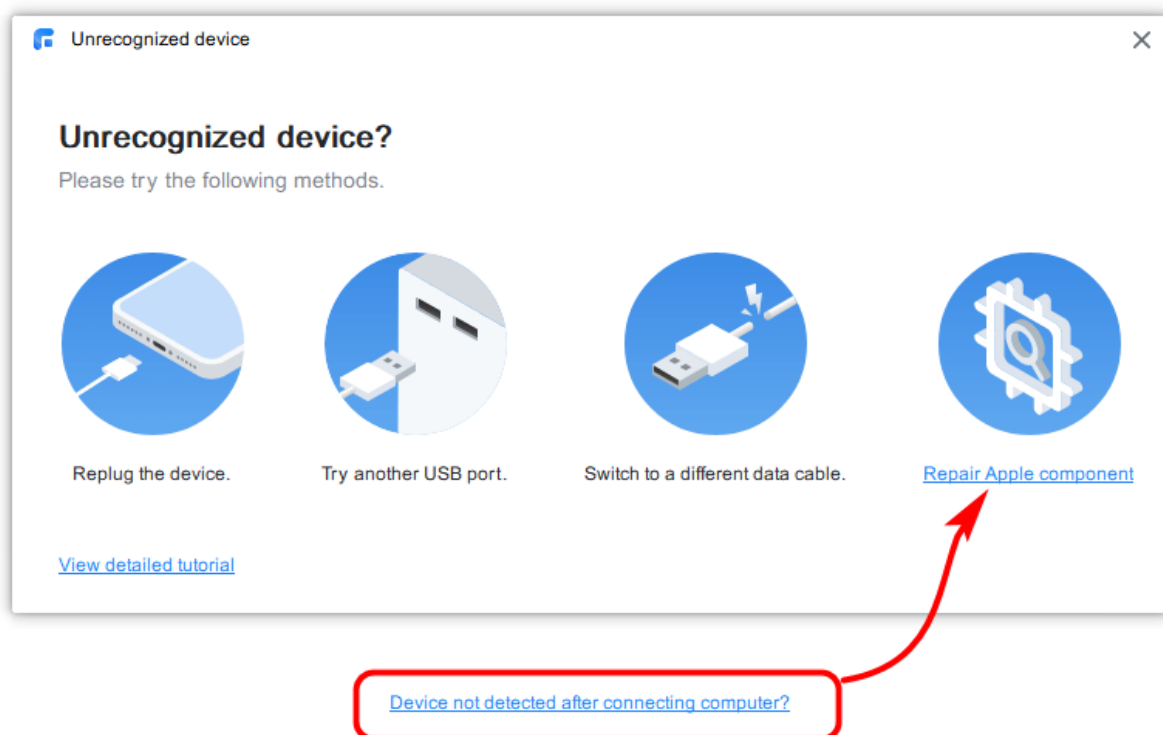 Unrecognized device
Unrecognized device?
Please try the following methods.
Replug the device.
Try another USB port.
Switch to a different data cable.
Repair Apple component
View detailed tutorial
Device not detected after connecting computer?